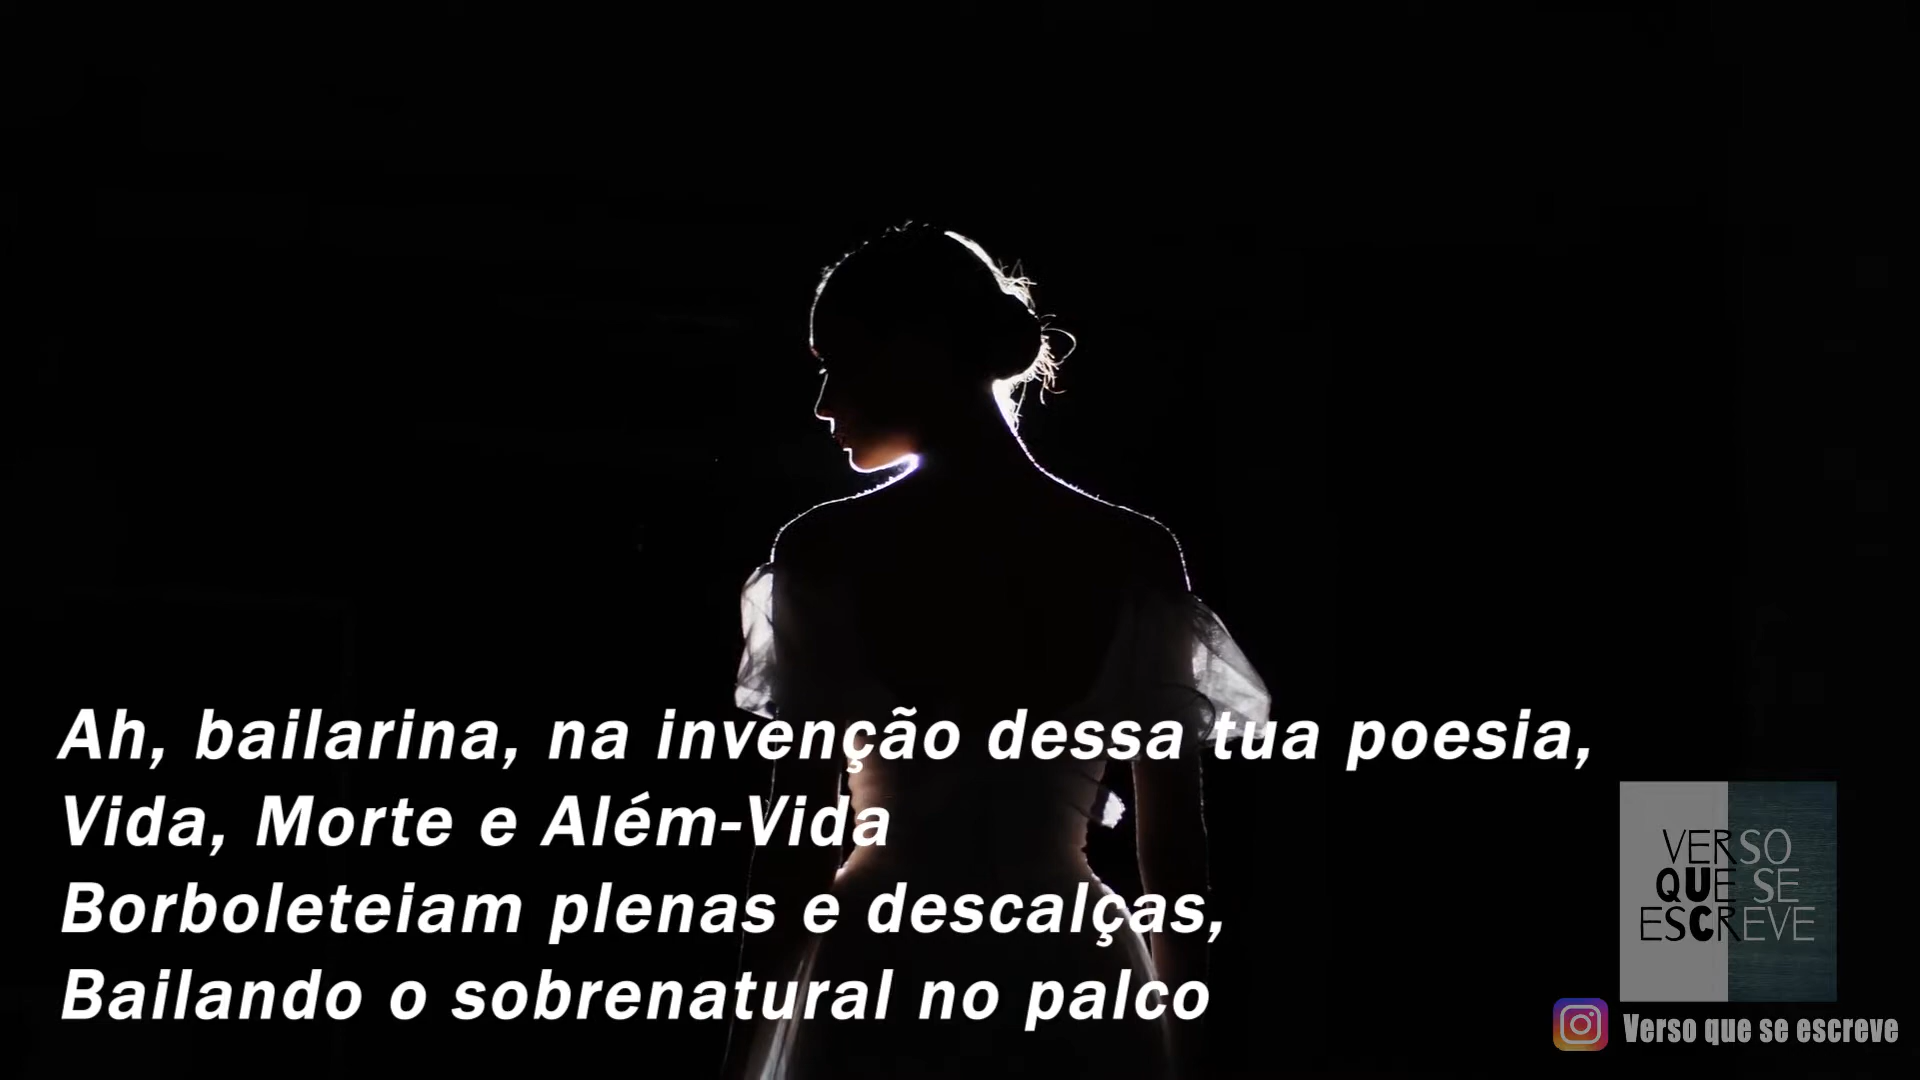 Ah, bailarina, na invenção dessa tua poesia,
Vida, Morte e Além-Vida
Borboleteiam plenas e descalças,
Bailando o sobrenatural no palco
VERSO
QUE SE
ESCREVE
Verso que se escreve